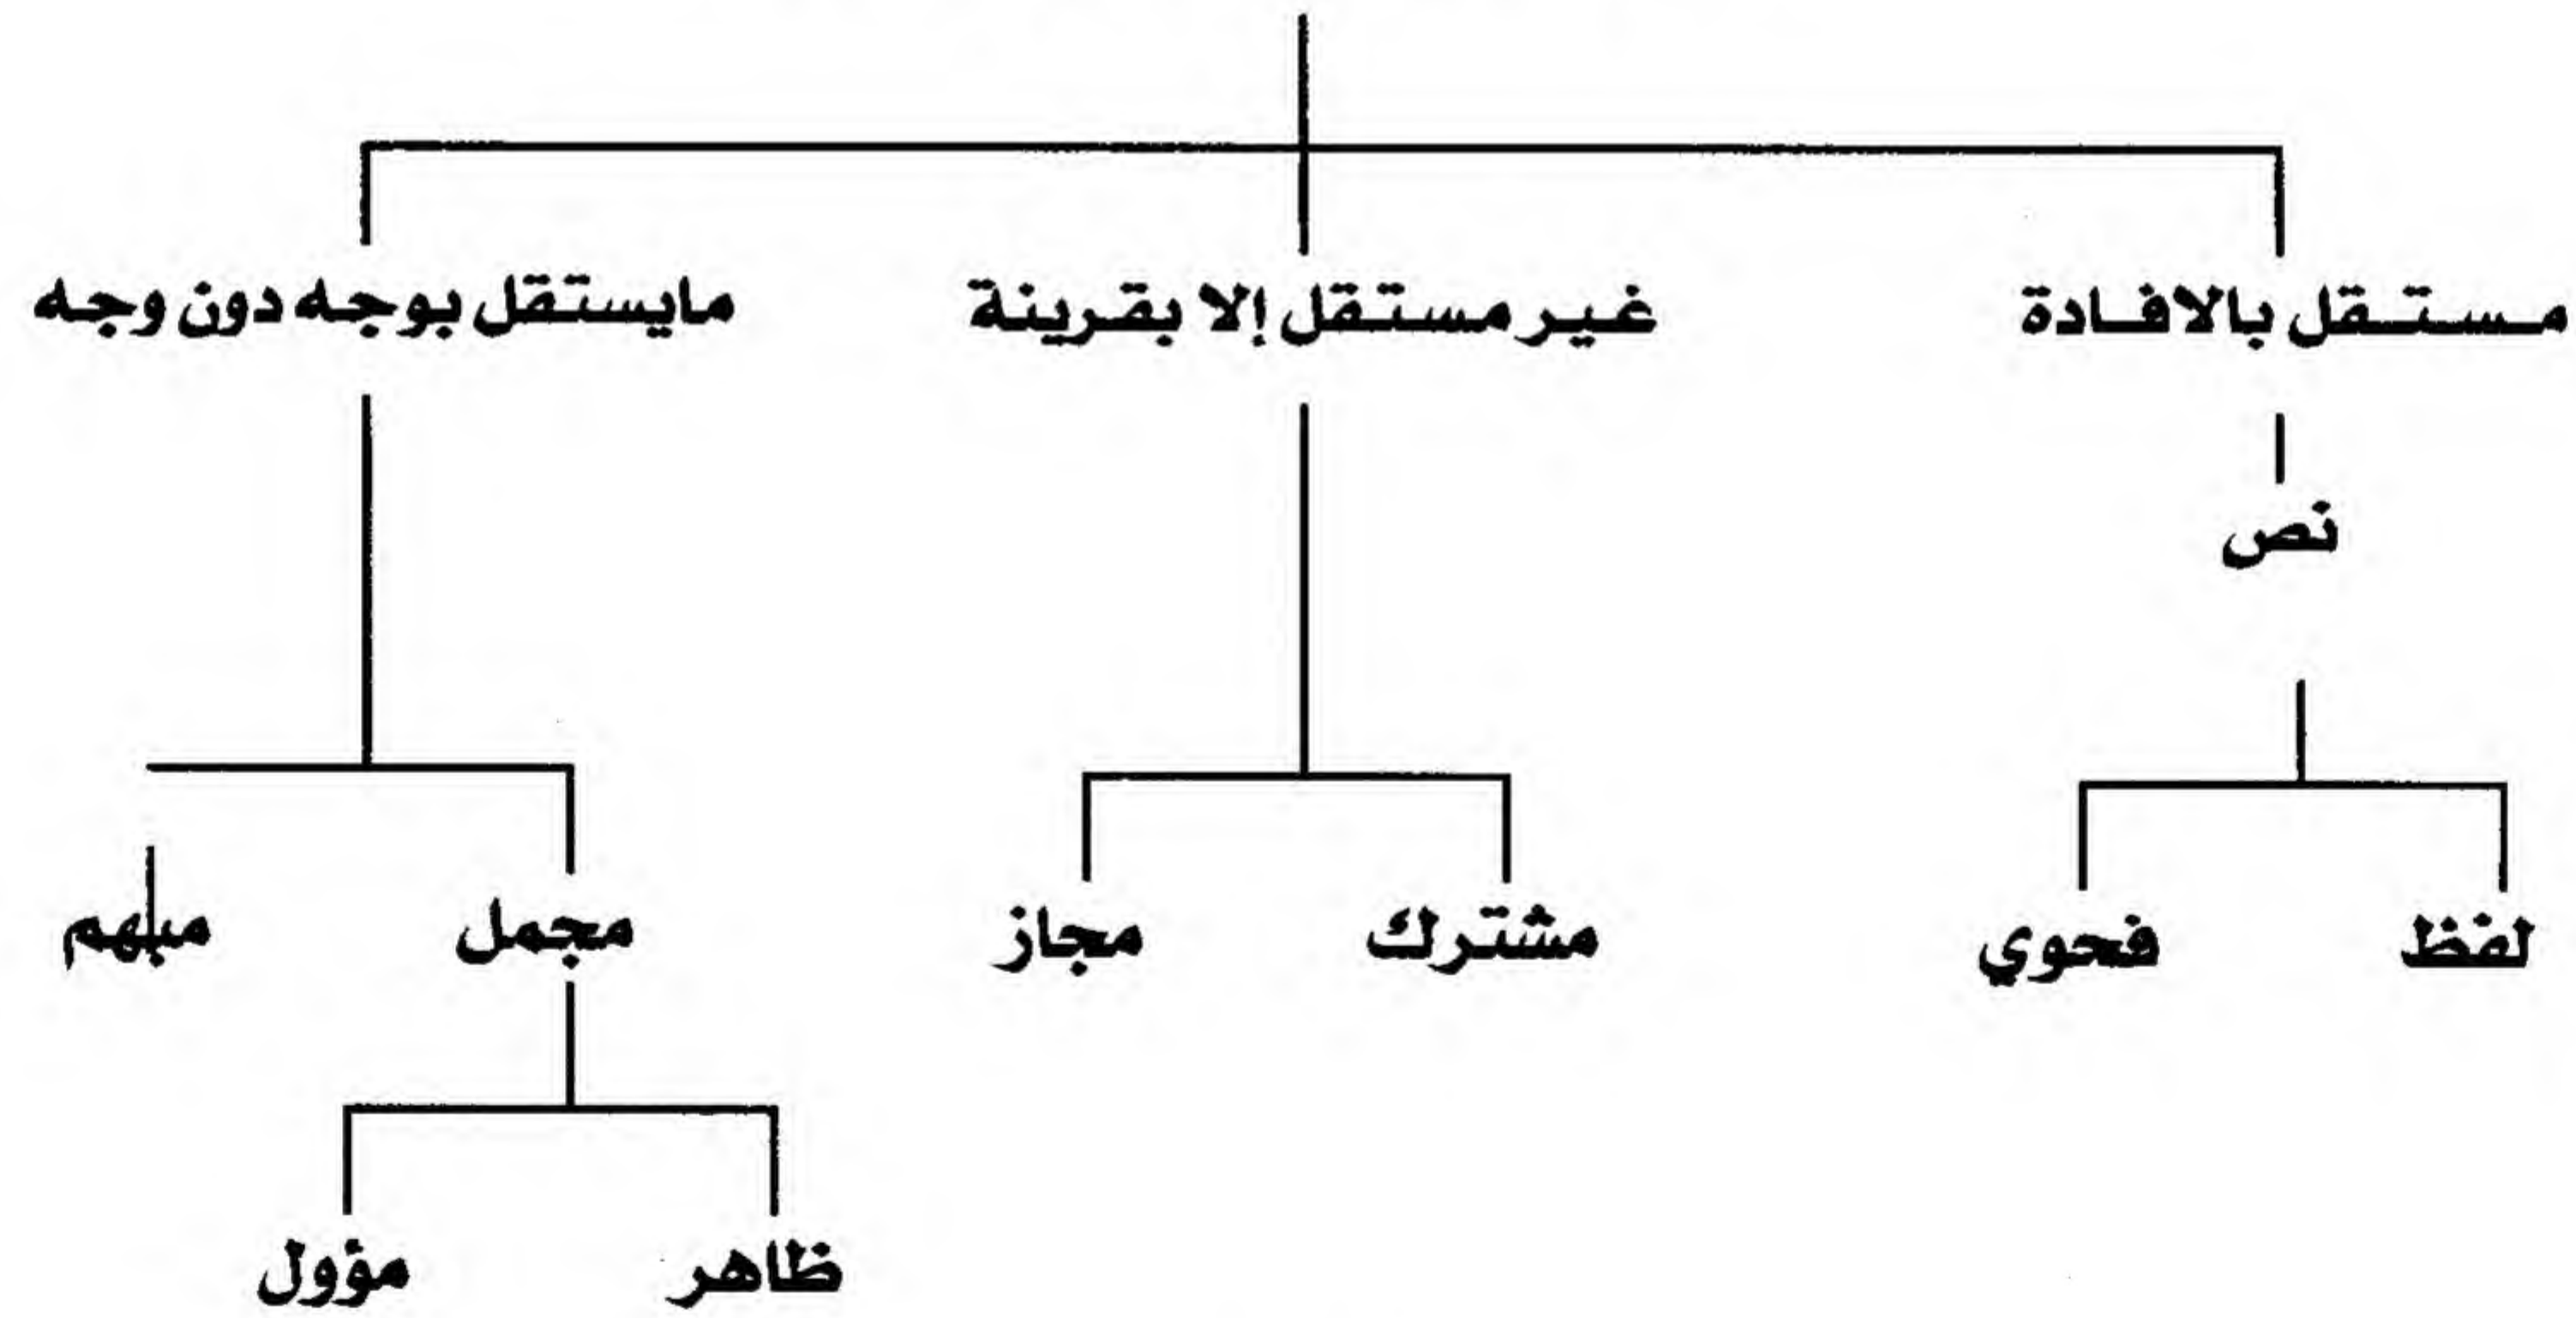 مستقل بالافادة
غير مستقل إلا بقرينة
مايستقل بوجه دون وجه
نص
لفظ
فحوي
مشترك
مجاز
مجمل
مبهم
ظاهر
مؤول